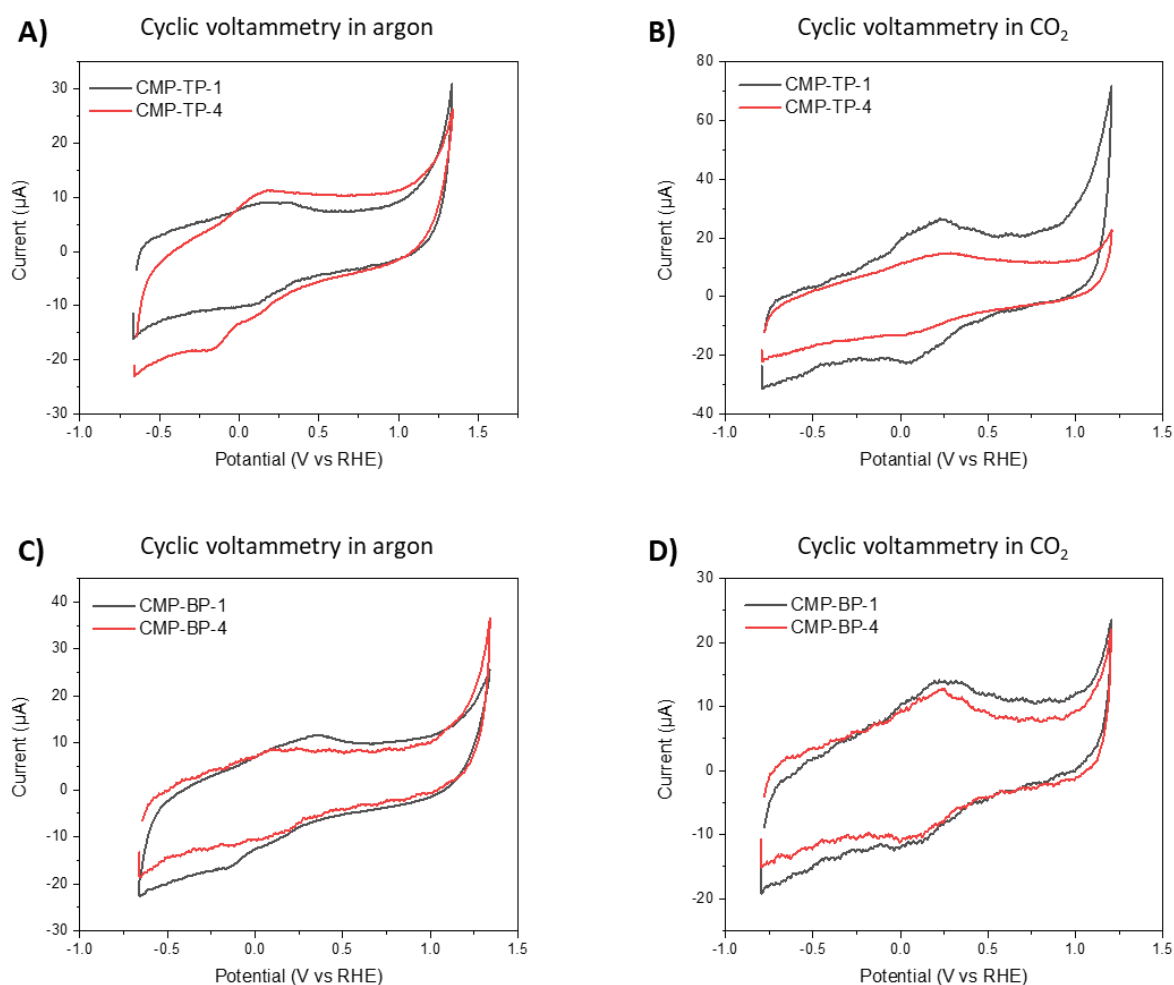 A)
Cyclic voltammetry in argon
CMP-TP-1
CMP-TP-4
30
20
10
0
-10
-20
-30
Current (µA)
-1.0
-0.5
0.0
0.5
1.0
1.5
Potantial (V vs RHE)
B)
Cyclic voltammetry in CO₂
CMP-TP-1
CMP-TP-4
80
60
40
20
0
-20
-40
Current (µA)
-1.0
-0.5
0.0
0.5
1.0
1.5
Potantial (V vs RHE)
C)
Cyclic voltammetry in argon
CMP-BP-1
CMP-BP-4
40
30
20
10
0
-10
-20
-30
Current (µA)
-1.0
-0.5
0.0
0.5
1.0
1.5
Potential (V vs RHE)
D)
Cyclic voltammetry in CO₂
CMP-BP-1
CMP-BP-4
30
20
10
0
-10
-20
Current (µA)
-1.0
-0.5
0.0
0.5
1.0
1.5
Potential (V vs RHE)